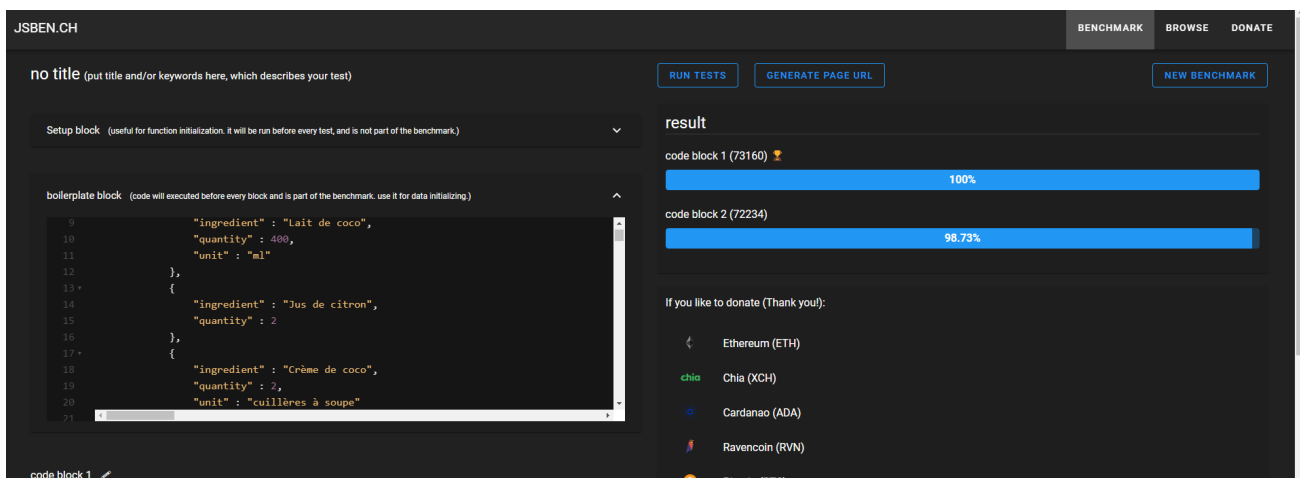 JSBEN.CH
BENCHMARK BROWSE DONATE
no title (put title and/or keywords here, which describes your test)
RUN TESTS GENERATE PAGE URL NEW BENCHMARK
Setup block (useful for function initialization. it will be run before every test, and is not part of the benchmark.)
boilerplate block (code will executed before every block and is part of the benchmark. use it for data initializing.)
9 "ingredient" : "Lait de coco",
10 "quantity" : 400,
11 "unit" : "ml"
12 },
13 {
14 "ingredient" : "Jus de citron",
15 "quantity" : 2
16 },
17 {
18 "ingredient" : "Crème de coco",
19 "quantity" : 2,
20 "unit" : "cuillères à soupe"
21
code block 1
result
code block 1 (73160)
100%
code block 2 (72234)
98.73%
If you like to donate (Thank you!):
Ethereum (ETH)
chia Chia (XCH)
Cardanao (ADA)
Ravencoin (RVN)